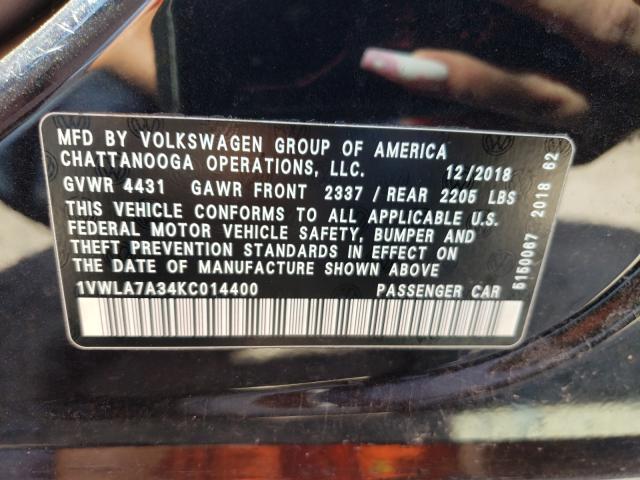 MFD BY VOLKSWAGEN GROUP OF AMERICA
CHATTANOOGA OPERATIONS, LLC. 12/2018
GVWR 4431 GAWR FRONT 2337 / REAR 2205 LBS
THIS VEHICLE CONFORMS TO ALL APPLICABLE U.S.
FEDERAL MOTOR VEHICLE SAFETY, BUMPER AND
THEFT PREVENTION STANDARDS IN EFFECT ON
THE DATE OF MANUFACTURE SHOWN ABOVE.
1VWLA7A34KC014400 PASSENGER CAR
5150067 2018 62